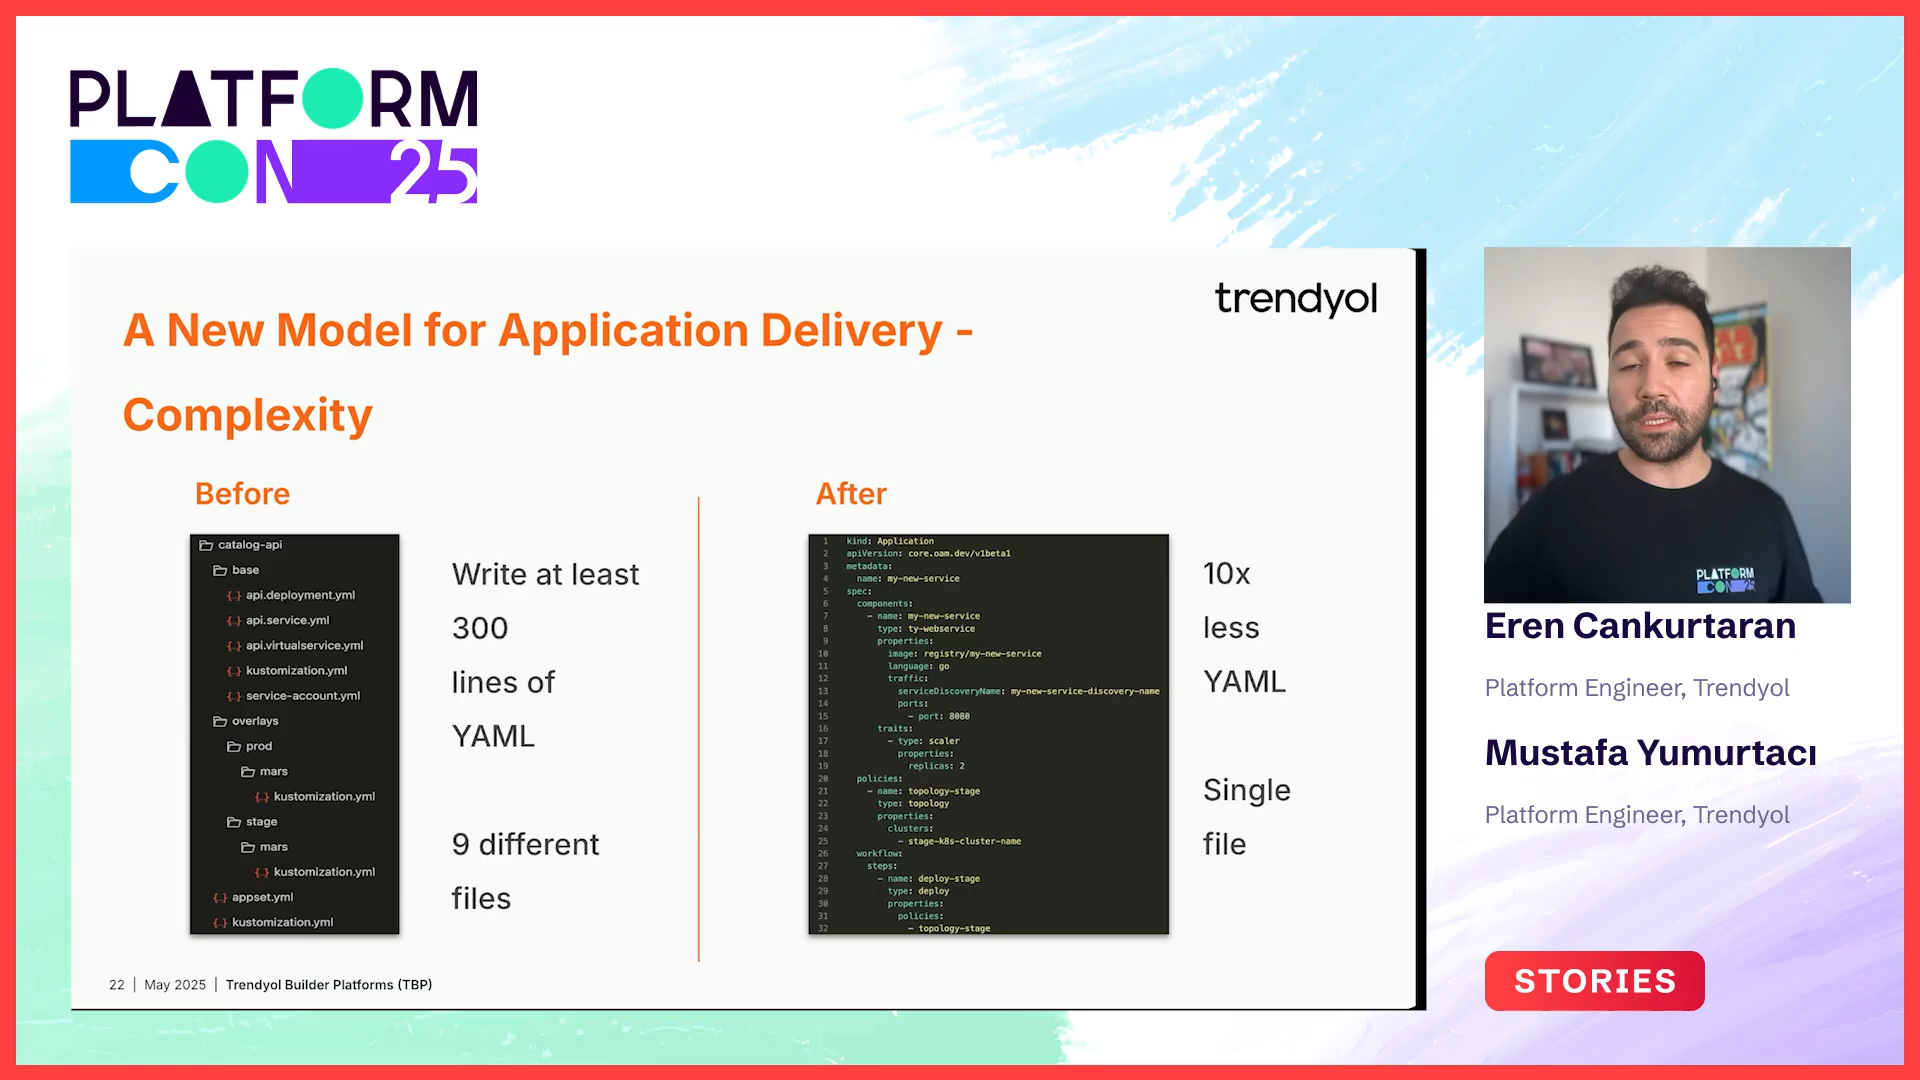 PLATFORM
CON 25
trendyol
A New Model for Application Delivery -
Complexity
Before
catalog-api
base
{..} api.deployment.yml
{..} api.service.yml
{..} api.virtualservice.yml
{..} kustomization.yml
{..} service-account.yml
overlays
prod
mars
{..} kustomization.yml
stage
mars
{..} kustomization.yml
{..} appset.yml
{..} kustomization.yml
Write at least
300
lines of
YAML
9 different
files
After
1 kind: Application
2 apiVersion: core.oam.dev/v1beta1
3 metadata:
4 name: my-new-service
5 spec:
6 components:
7 - name: my-new-service
8 type: ty-webservice
9 properties:
10 image: registry/my-new-service
11 language: go
12 traffic:
13 serviceDiscoveryName: my-new-service-discovery-name
14 ports:
15 - port: 8080
16 traits:
17 - type: scaler
18 properties:
19 replicas: 2
20 policies:
21 - name: topology-stage
22 type: topology
23 properties:
24 clusters:
25 - stage-k8s-cluster-name
26 workflow:
27 steps:
28 - name: deploy-stage
29 type: deploy
30 properties:
31 policies:
32 - topology-stage
10x
less
YAML
Single
file
22 | May 2025 | Trendyol Builder Platforms (TBP)
PLATFORM
CON 25
Eren Cankurtaran
Platform Engineer, Trendyol
Mustafa Yumurtacı
Platform Engineer, Trendyol
STORIES